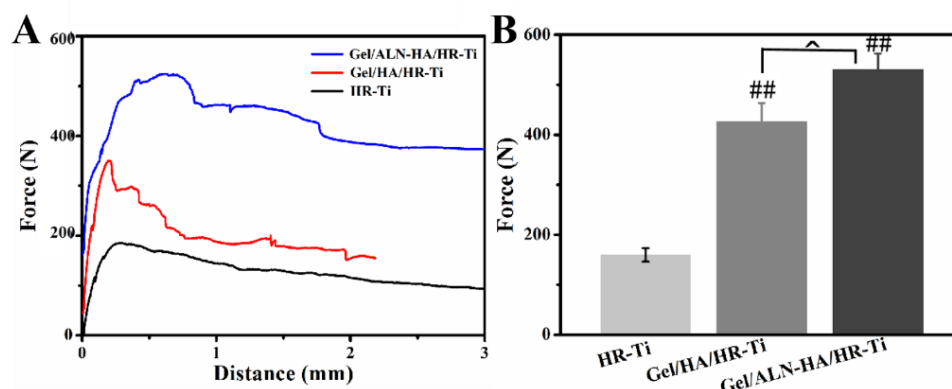 A
Force (N)
600
400
200
0
Gel/ALN-HA/HR-Ti
Gel/HA/HR-Ti
HR-Ti
0
1
2
3
Distance (mm)
B
Force (N)
600
400
200
0
##
^
##
HR-Ti
Gel/HA/HR-Ti
Gel/ALN-HA/HR-Ti